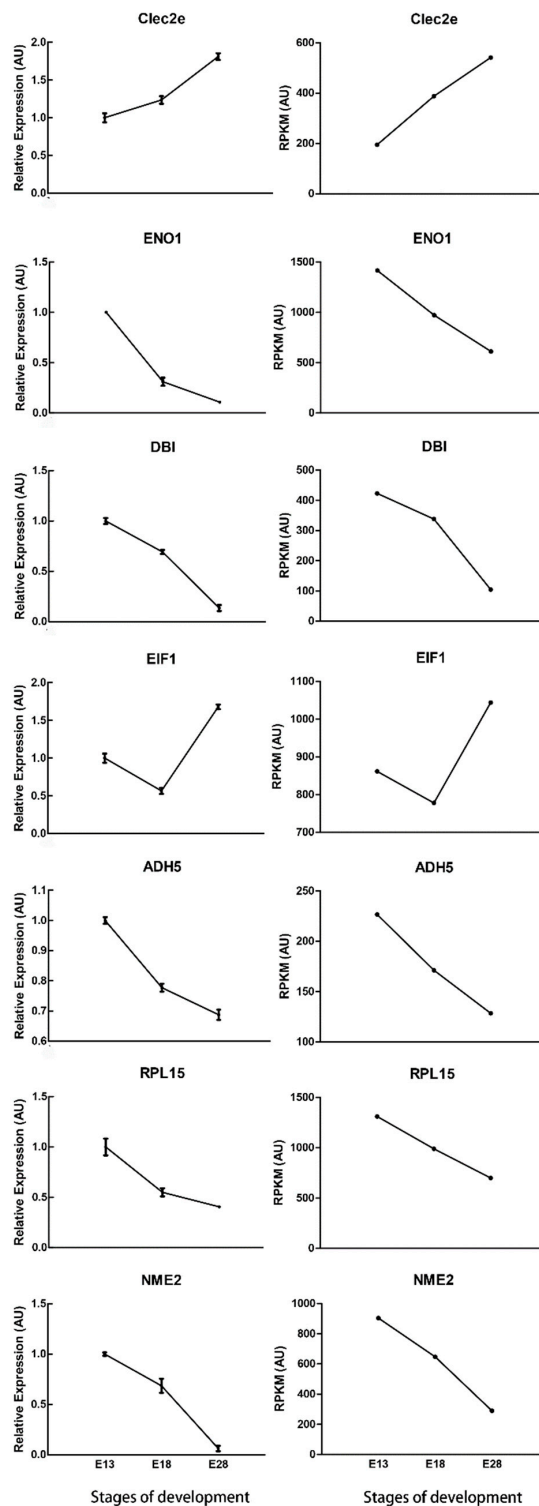 Clec2e
Relative Expression (AU)
2.0
1.5
1.0
0.5
0.0
Clec2e
RPKM (AU)
600
400
200
0
ENO1
Relative Expression (AU)
1.5
1.0
0.5
0.0
ENO1
RPKM (AU)
1500
1000
500
0
DBI
Relative Expression (AU)
1.5
1.0
0.5
0.0
DBI
RPKM (AU)
500
400
300
200
100
0
EIF1
Relative Expression (AU)
2.0
1.5
1.0
0.5
0.0
EIF1
RPKM (AU)
1100
1000
900
800
700
ADH5
Relative Expression (AU)
1.1
1.0
0.9
0.8
0.7
0.6
ADH5
RPKM (AU)
250
200
150
100
RPL15
Relative Expression (AU)
1.5
1.0
0.5
0.0
RPL15
RPKM (AU)
1500
1000
500
0
NME2
Relative Expression (AU)
1.5
1.0
0.5
0.0
E13 E18 E28
Stages of development
NME2
RPKM (AU)
1000
800
600
400
200
0
E13 E18 E28
Stages of development